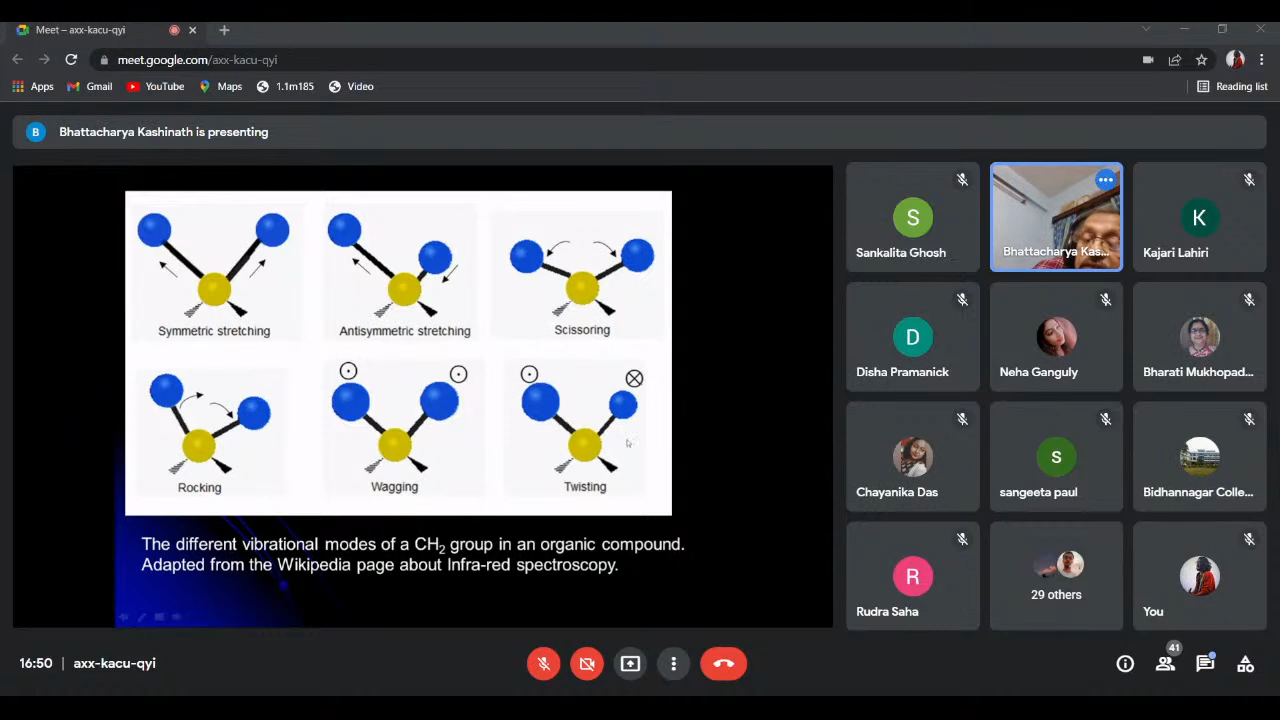 Meet – axx-kacu-qyi
meet.google.com/axx-kacu-qyi
Apps
Gmail
YouTube
Maps
1.1m185
Video
Reading list
B
Bhattacharya Kashinath is presenting
Symmetric stretching
Antisymmetric stretching
Scissoring
Rocking
Wagging
Twisting
The different vibrational modes of a CH2 group in an organic compound.
Adapted from the Wikipedia page about Infra-red spectroscopy.
S
Sankalita Ghosh
Bhattacharya Kas...
K
Kajari Lahiri
D
Disha Pramanick
Neha Ganguly
Bharati Mukhopad...
Chayanika Das
s
sangeeta paul
Bidhannagar Colle...
R
Rudra Saha
29 others
You
16:50 | axx-kacu-qyi
41